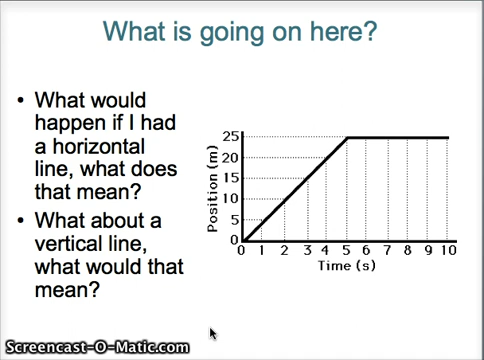 What is going on here?
• What would
happen if I had
a horizontal
line, what does
that mean?
• What about a
vertical line,
what would that
mean?
Position (m)
25
20
15
10
5
0
0 1 2 3 4 5 6 7 8 9 10
Time (s)
Screencast-O-Matic.com